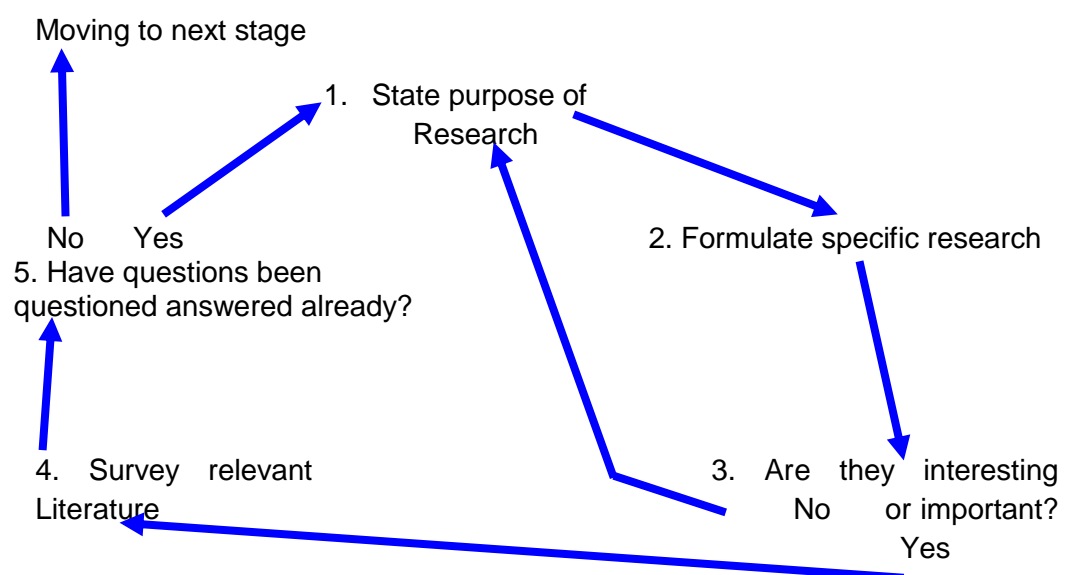 Moving to next stage
1. State purpose of
Research
No Yes
2. Formulate specific research
5. Have questions been
questioned answered already?
4. Survey relevant
Literature
3. Are they interesting
No or important?
Yes